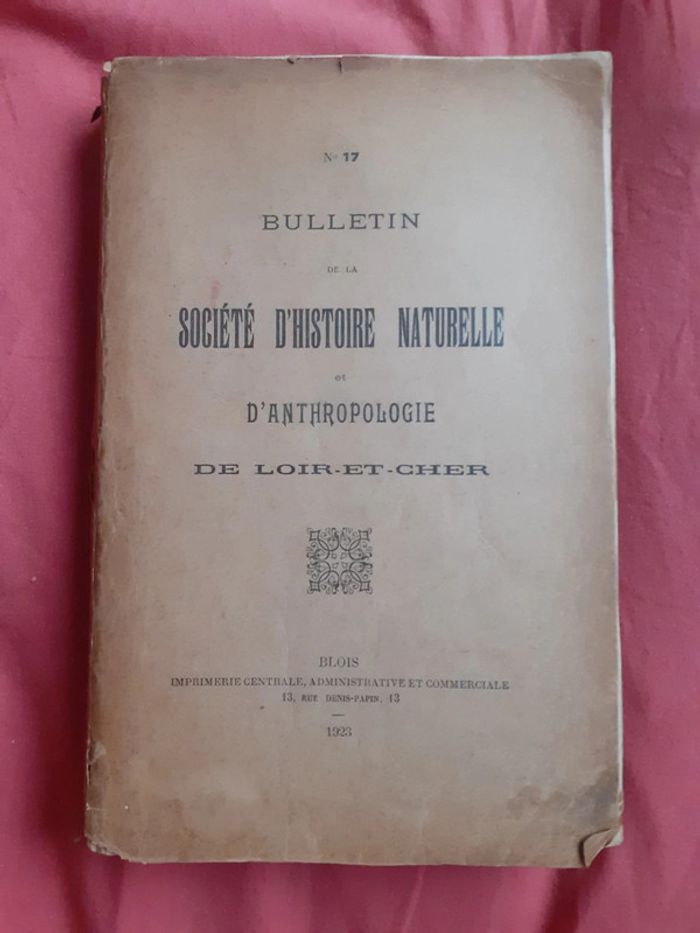 Nº 17
BULLETIN
DE LA
SOCIÉTÉ D'HISTOIRE NATURELLE
et
D'ANTHROPOLOGIE
DE LOIR-ET-CHER
BLOIS
IMPRIMERIE CENTRALE, ADMINISTRATIVE ET COMMERCIALE
13, RUE DENIS-PAPIN, 13
—
1923